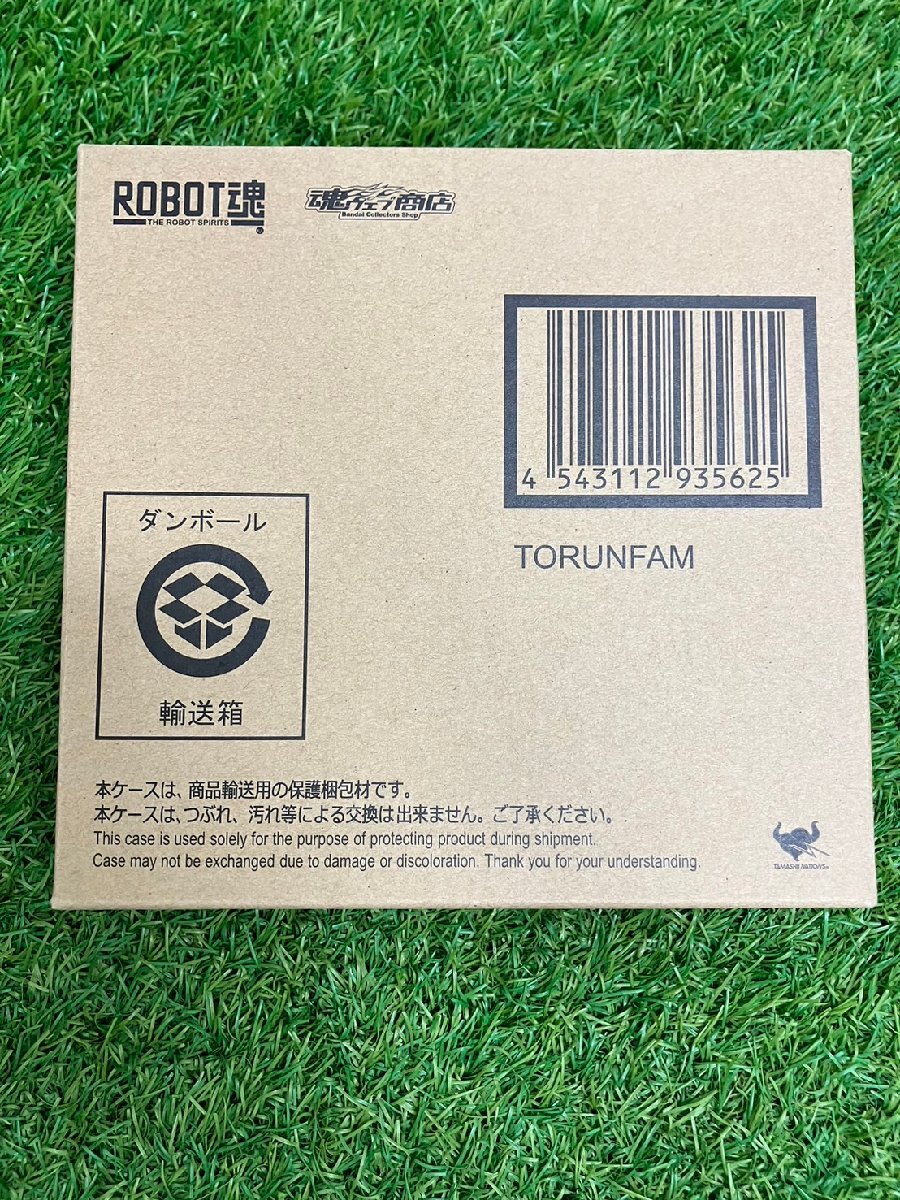 ROBOT魂
THE ROBOT SPIRITS
魂ウェブ商店
Bandai Collectors Shop
4 543112 935625
TORUNFAM
ダンボール
輸送箱
本ケースは、商品輸送用の保護梱包材です。
本ケースは、つぶれ、汚れ等による交換は出来ません。ご了承ください。
This case is used solely for the purpose of protecting product during shipment.
Case may not be exchanged due to damage or discoloration. Thank you for your understanding.
TAMASHII NATIONS